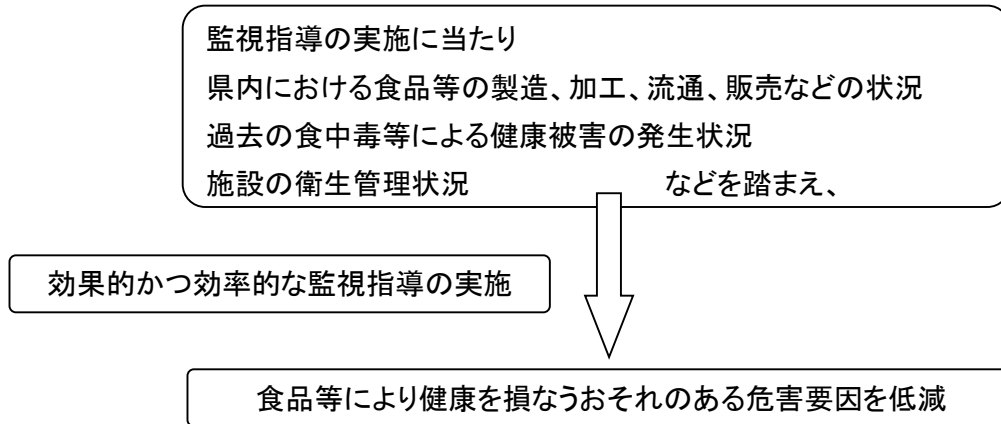 監視指導の実施に当たり
県内における食品等の製造、加工、流通、販売などの状況
過去の食中毒等による健康被害の発生状況
施設の衛生管理状況　　　　　　　などを踏まえ、
効果的かつ効率的な監視指導の実施
食品等により健康を損なうおそれのある危害要因を低減